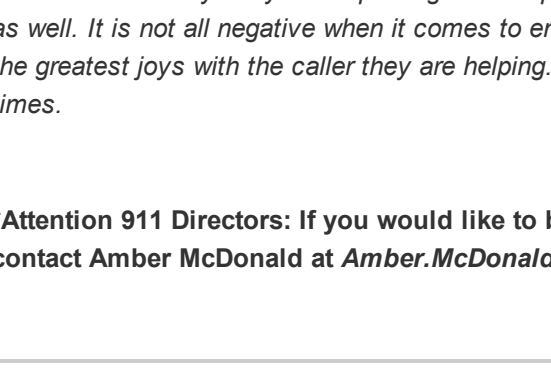 as well. It is not all negative when it comes to
he greatest joys with the caller they are helping.
imes.
Attention 911 Directors: If you would like to
contact Amber McDonald at Amber.McDonald